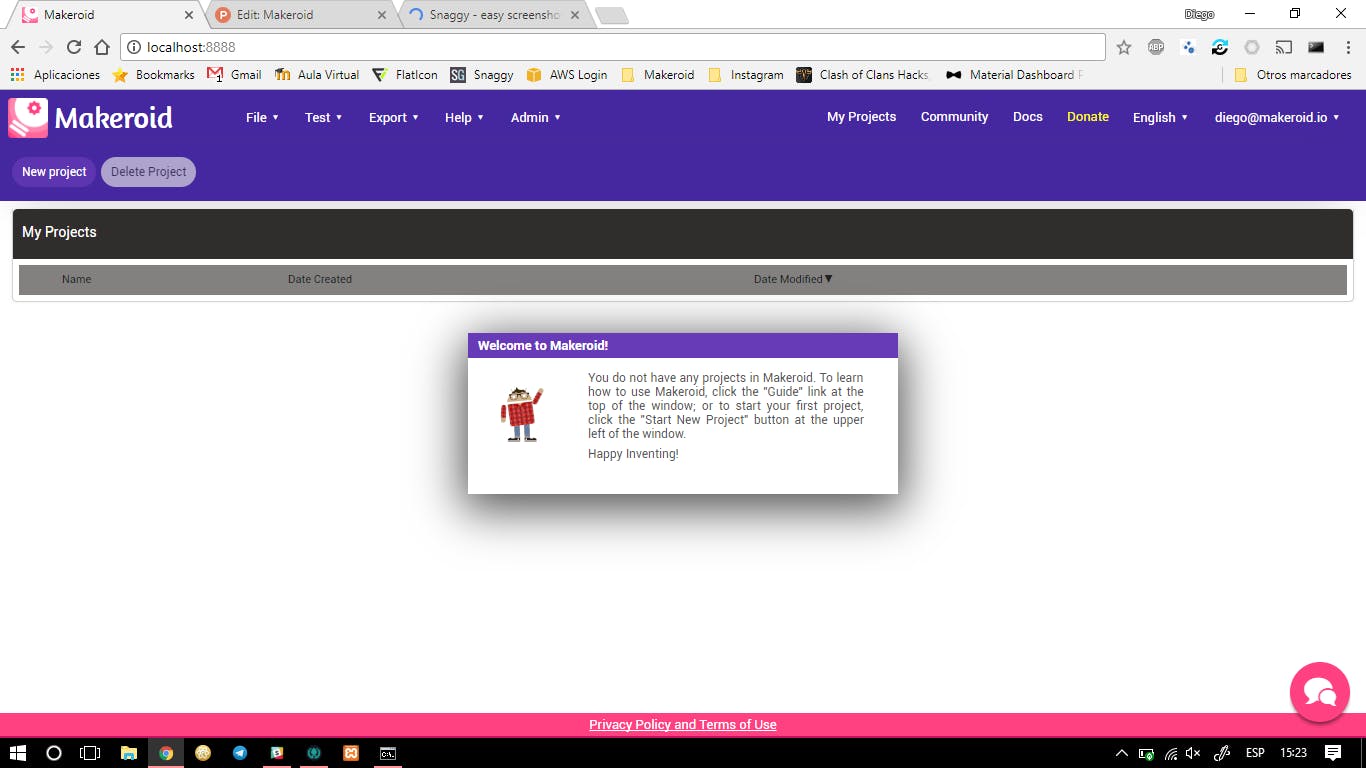 Makeroid
Edit: Makeroid
Snaggy - easy screensho
Diego
localhost:8888
ABP
Aplicaciones
Bookmarks
1
Gmail
Aula Virtual
FlatIcon
SG
Snaggy
AWS Login
Makeroid
Instagram
Clash of Clans Hacks,
Material Dashboard P
Otros marcadores
Makeroid
File
Test
Export
Help
Admin
My Projects
Community
Docs
Donate
English
diego@makeroid.io
New project
Delete Project
My Projects
Name
Date Created
Date Modified▼
Welcome to Makeroid!
You do not have any projects in Makeroid. To learn
how to use Makeroid, click the "Guide" link at the
top of the window; or to start your first project,
click the "Start New Project" button at the upper
left of the window.
Happy Inventing!
Privacy Policy and Terms of Use
ESP
15:23